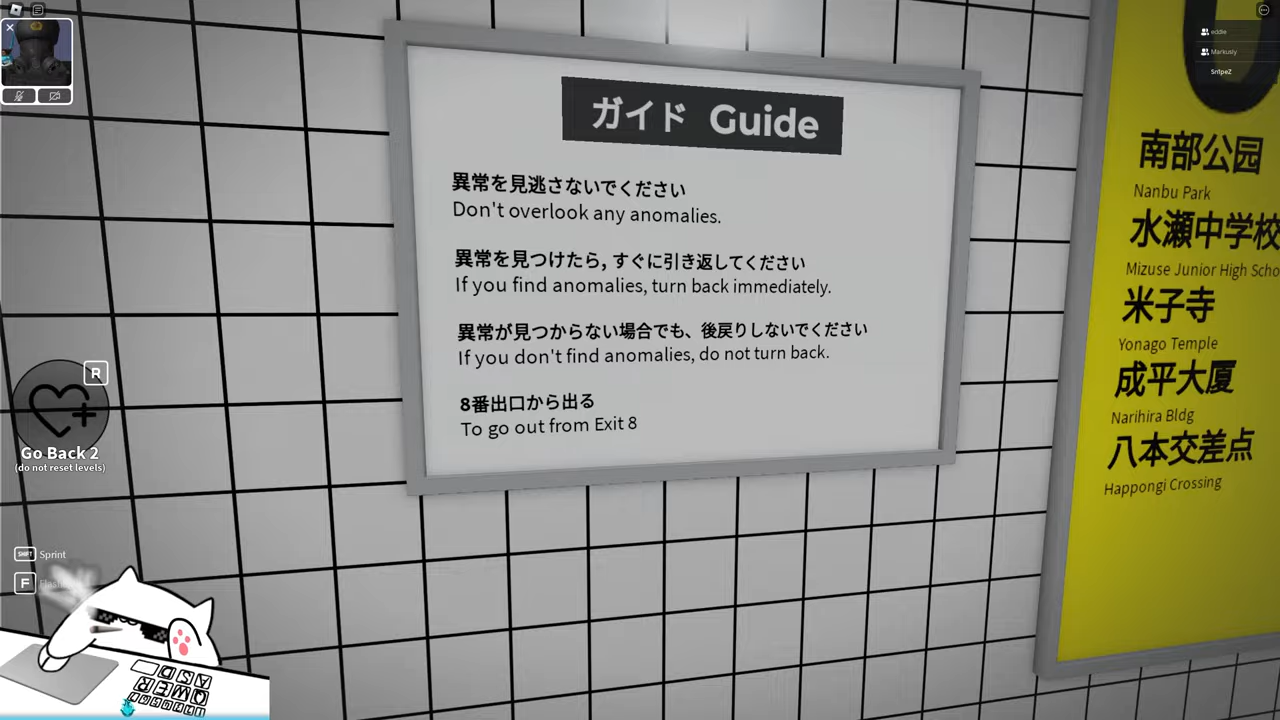 eddie
Markusly
Sn1peZ
ガイド Guide
異常を見逃さないでください
Don't overlook any anomalies.
異常を見つけたら, すぐに引き返してください
If you find anomalies, turn back immediately.
異常が見つからない場合でも、後戻りしないでください
If you don't find anomalies, do not turn back.
8番出口から出る
To go out from Exit 8
南部公园
Nanbu Park
水瀬中学校
Mizuse Junior High Scho
米子寺
Yonago Temple
成平大厦
Narihira Bldg
八本交差点
Happongi Crossing
R
Go Back 2
(do not reset levels)
SHIFT Sprint
F